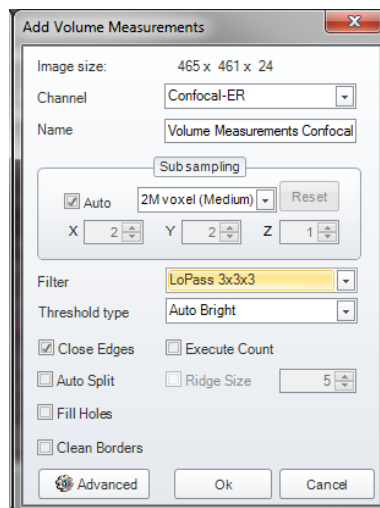 Add Volume Measurements
Image size: 465 x 461 x 24
Channel Confocal-ER
Name Volume Measurements Confocal
Sub sampling
Auto 2M voxel (Medium) Reset
X 2 Y 2 Z 1
Filter LoPass 3x3x3
Threshold type Auto Bright
Close Edges Execute Count
Auto Split Ridge Size 5
Fill Holes
Clean Borders
Advanced Ok Cancel